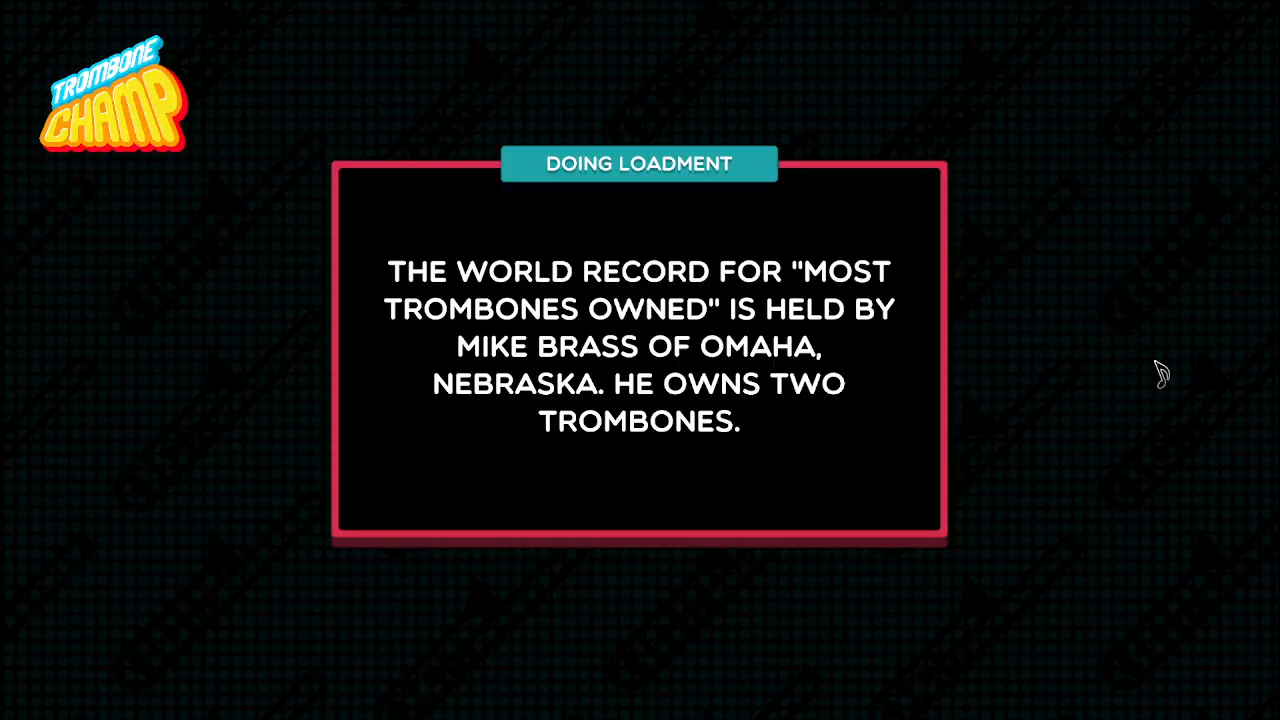 TROMBONE
CHAMP
DOING LOADMENT
THE WORLD RECORD FOR "MOST
TROMBONES OWNED" IS HELD BY
MIKE BRASS OF OMAHA,
NEBRASKA. HE OWNS TWO
TROMBONES.